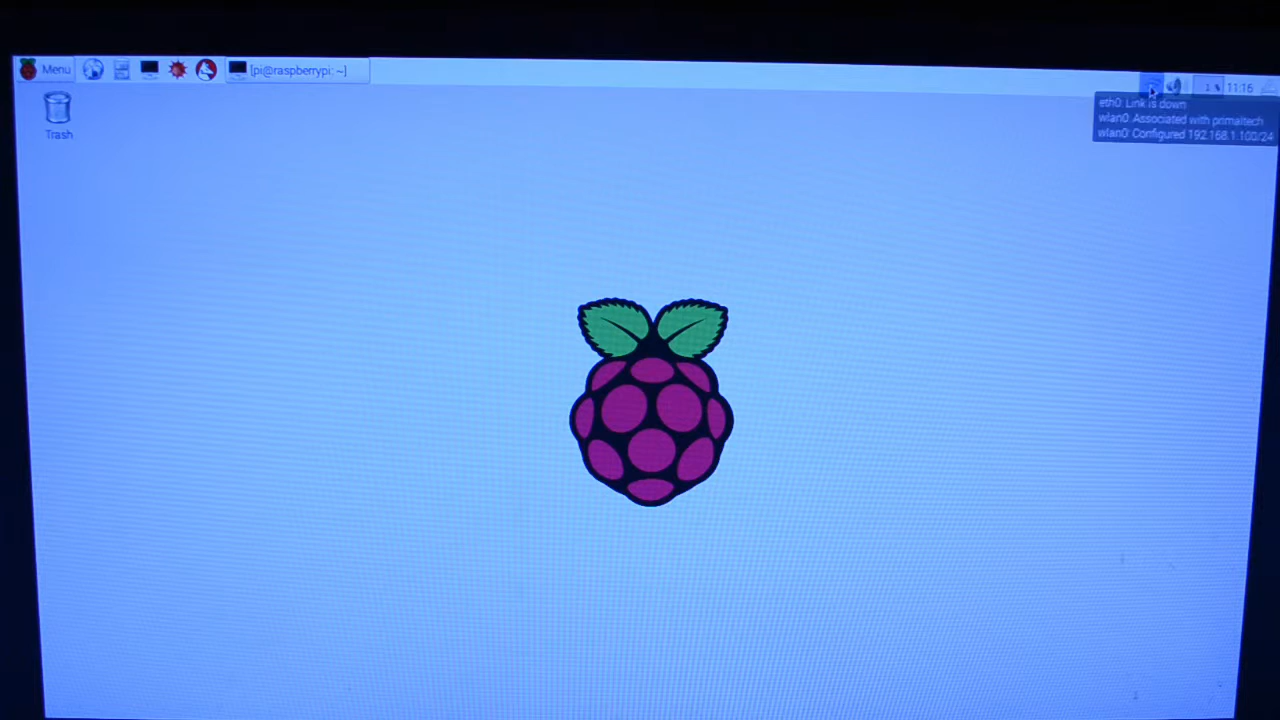 Menu
[pi@raspberrypi: ~]
1 %
11:16
Trash
eth0: Link is down
wlan0: Associated with primaltech
wlan0: Configured 192.168.1.100/24